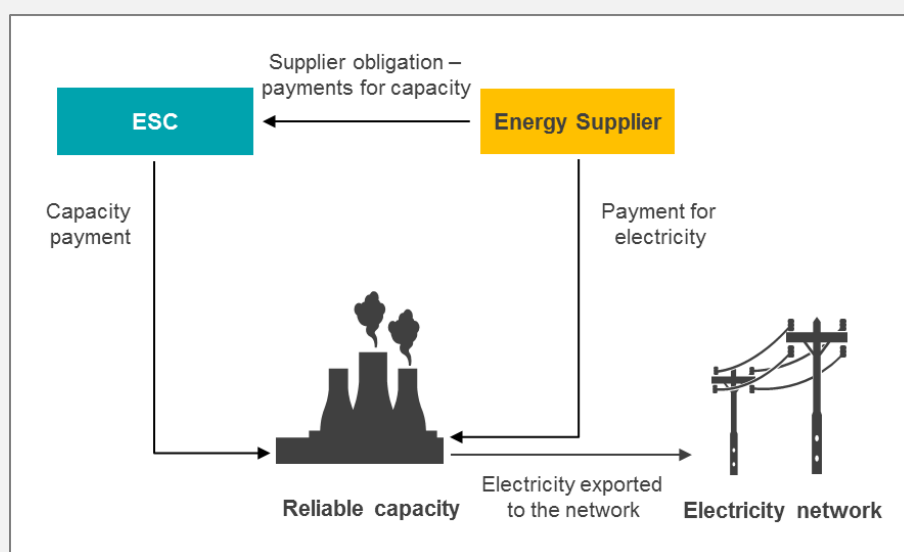 Supplier obligation –
payments for capacity
ESC
Energy Supplier
Capacity
payment
Payment for
electricity
Reliable capacity
Electricity exported
to the network
Electricity network